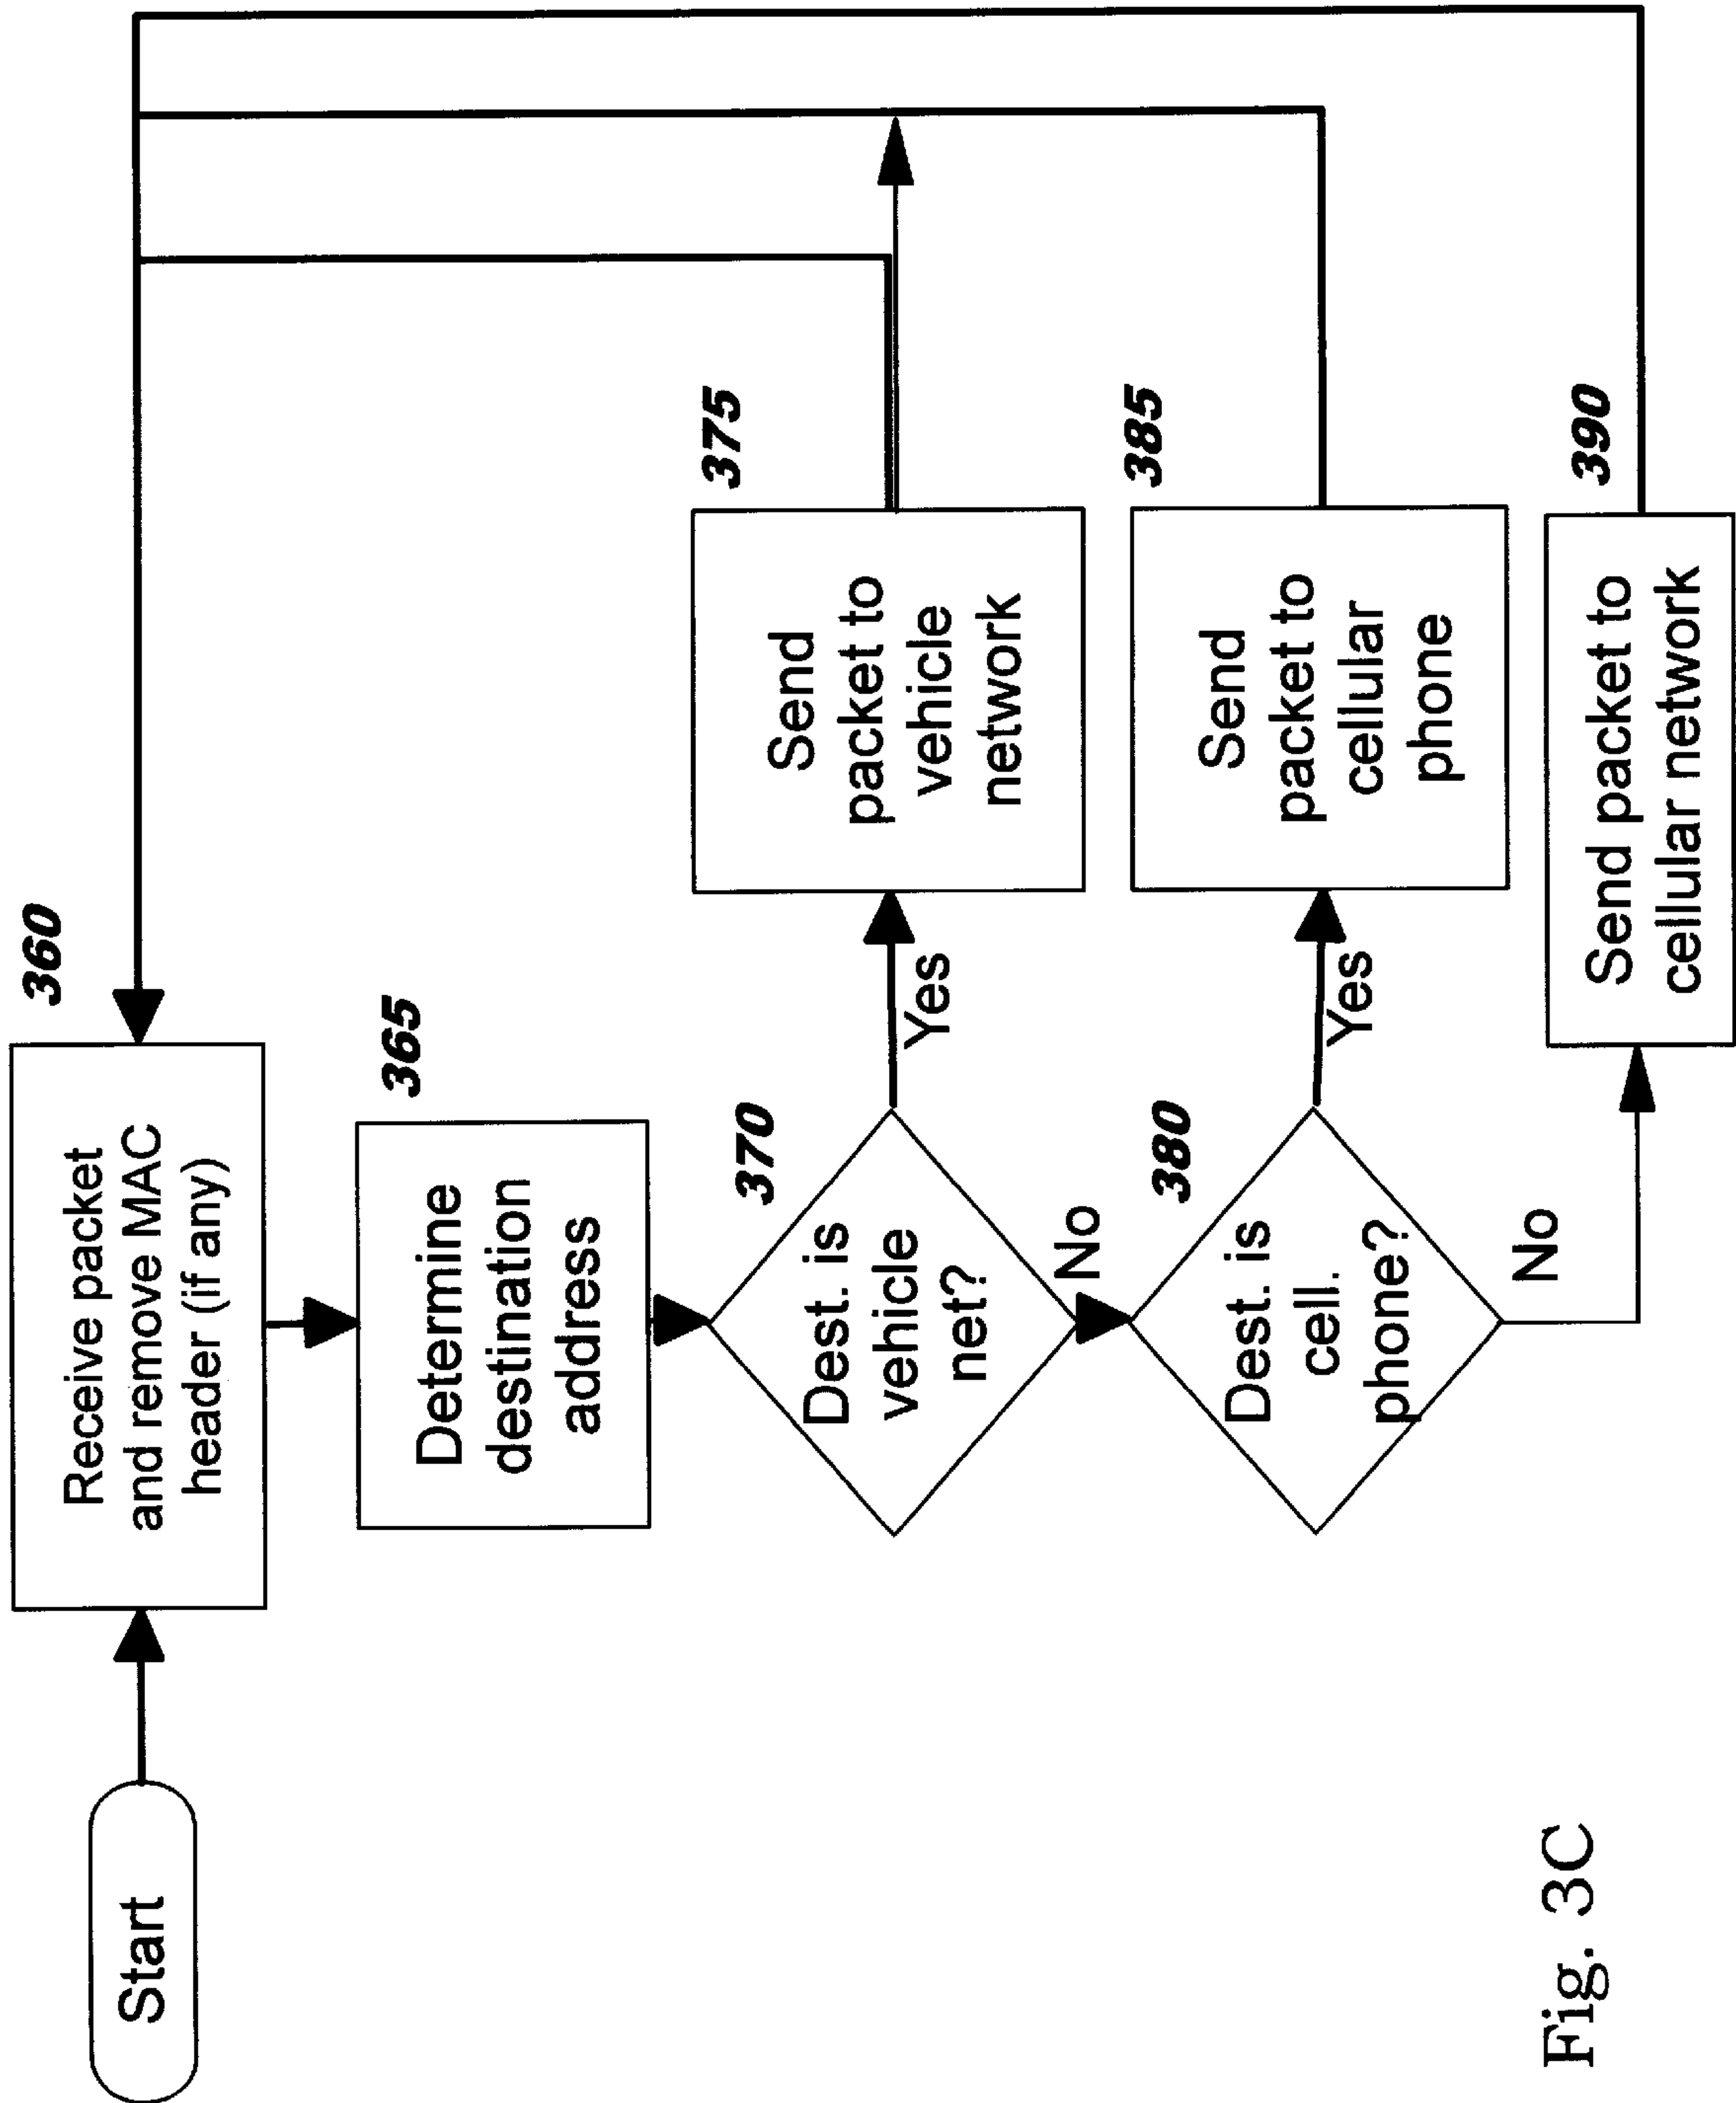 Start
Receive packet
and remove MAC
header (if any)
360
Determine
destination
address
365
Dest. is
vehicle
net?
370
Yes
Send
packet to
vehicle
network
375
No
Dest. is
cell.
phone?
380
Yes
Send
packet to
cellular
phone
385
No
Send packet to
cellular network
390
Fig. 3C